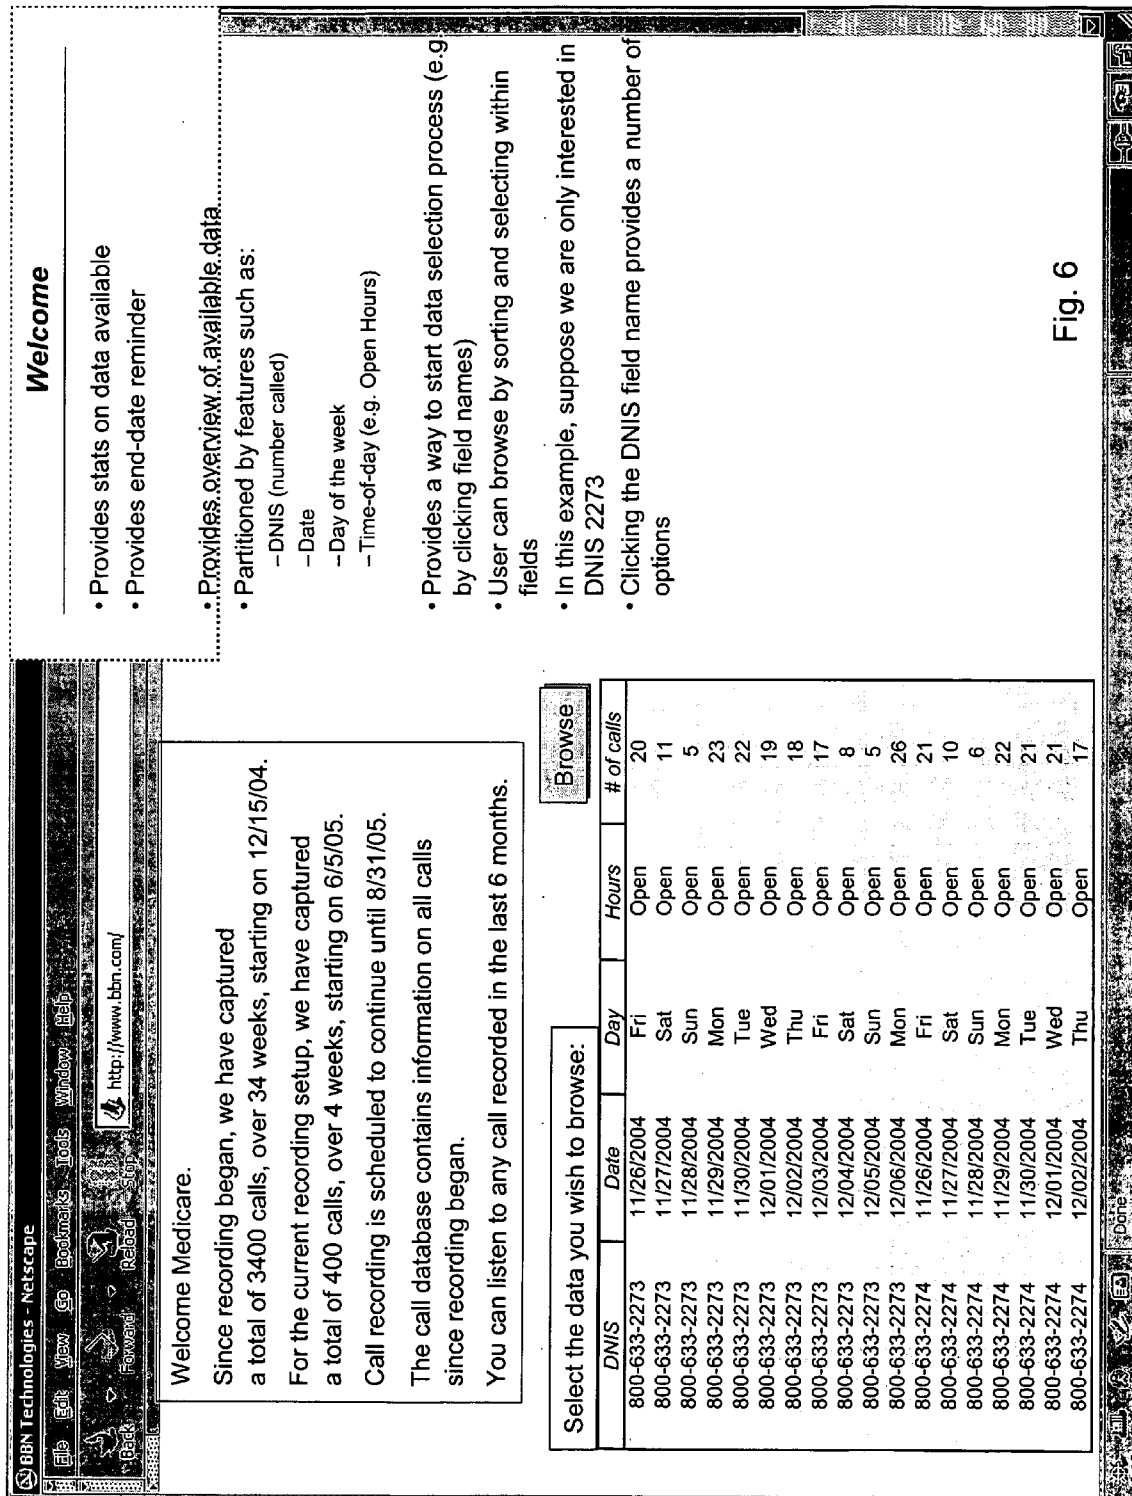 BBN Technologies - Netscape
File Edit View Go Bookmarks Tools Window Help
Back Forward Reload Stop http://www.bbn.com/
Welcome Medicare.
Since recording began, we have captured
a total of 3400 calls, over 34 weeks, starting on 12/15/04.
For the current recording setup, we have captured
a total of 400 calls, over 4 weeks, starting on 6/5/05.
Call recording is scheduled to continue until 8/31/05.
The call database contains information on all calls
since recording began.
You can listen to any call recorded in the last 6 months.
Select the data you wish to browse:
Browse
DNIS Date Day Hours # of calls
800-633-2273 11/26/2004 Fri Open 20
800-633-2273 11/27/2004 Sat Open 11
800-633-2273 11/28/2004 Sun Open 5
800-633-2273 11/29/2004 Mon Open 23
800-633-2273 11/30/2004 Tue Open 22
800-633-2273 12/01/2004 Wed Open 19
800-633-2273 12/02/2004 Thu Open 18
800-633-2273 12/03/2004 Fri Open 17
800-633-2273 12/04/2004 Sat Open 8
800-633-2273 12/05/2004 Sun Open 5
800-633-2273 12/06/2004 Mon Open 26
800-633-2274 11/26/2004 Fri Open 21
800-633-2274 11/27/2004 Sat Open 10
800-633-2274 11/28/2004 Sun Open 6
800-633-2274 11/29/2004 Mon Open 22
800-633-2274 11/30/2004 Tue Open 21
800-633-2274 12/01/2004 Wed Open 21
800-633-2274 12/02/2004 Thu Open 17
Done
Welcome
• Provides stats on data available
• Provides end-date reminder
• Provides overview of available data
• Partitioned by features such as:
– DNIS (number called)
– Date
– Day of the week
– Time-of-day (e.g. Open Hours)
• Provides a way to start data selection process (e.g.
by clicking field names)
• User can browse by sorting and selecting within
fields
• In this example, suppose we are only interested in
DNIS 2273
• Clicking the DNIS field name provides a number of
options
Fig. 6